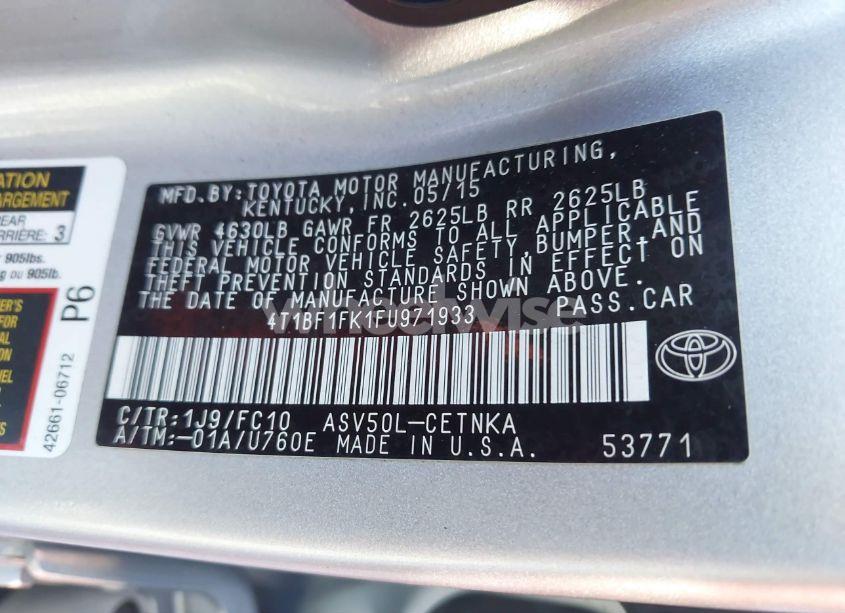 MFD.BY:TOYOTA MOTOR MANUFACTURING,
KENTUCKY, INC. 05/15
GVWR 4630LB GAWR FR 2625LB RR 2625LB
THIS VEHICLE CONFORMS TO ALL APPLICABLE
FEDERAL MOTOR VEHICLE SAFETY,BUMPER,AND
THEFT PREVENTION STANDARDS IN EFFECT ON
THE DATE OF MANUFACTURE SHOWN ABOVE.
4T1BF1FK1FU971933 PASS.CAR
C/TR:1J9/FC10 ASV50L-CETNKA
A/TM:-01A/U760E MADE IN U.S.A. 53771
REAR
3
905lbs.
ou 905lb.
P6
42661-06712